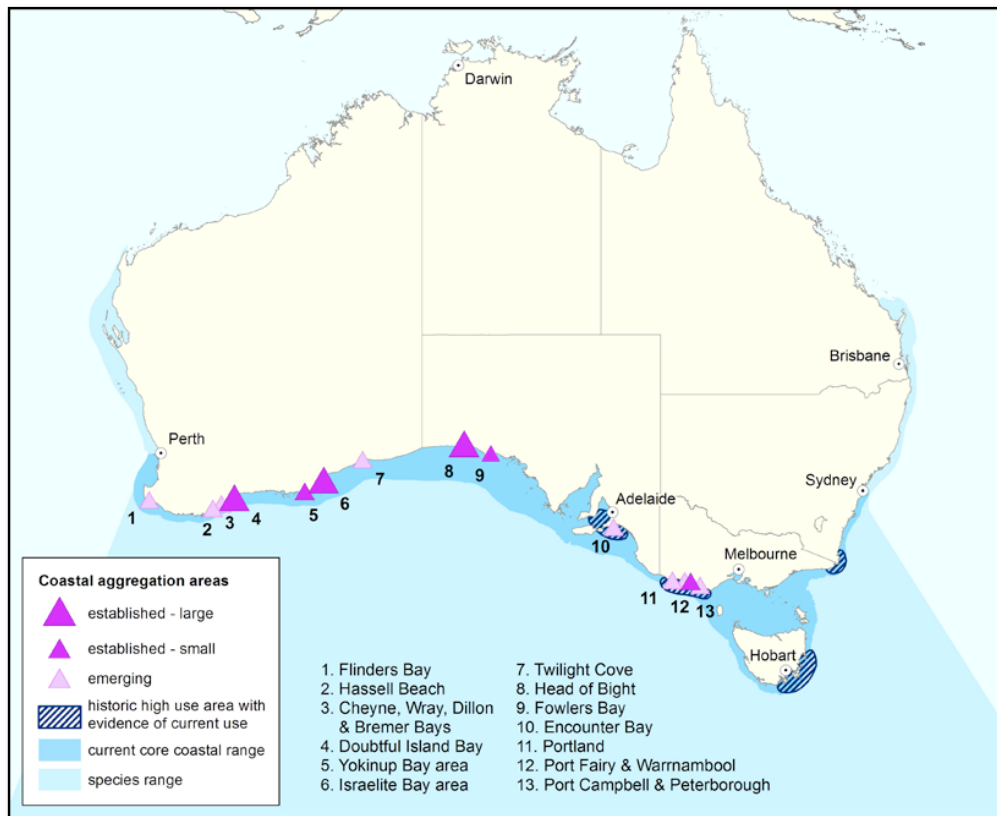 Darwin
Brisbane
Perth
Sydney
Adelaide
Melbourne
Hobart
1
2
3
4
5
6
7
8
9
10
11
12
13
Coastal aggregation areas
established - large
established - small
emerging
historic high use area with
evidence of current use
current core coastal range
species range
1. Flinders Bay
2. Hassell Beach
3. Cheyne, Wray, Dillon
& Bremer Bays
4. Doubtful Island Bay
5. Yokinup Bay area
6. Israelite Bay area
7. Twilight Cove
8. Head of Bight
9. Fowlers Bay
10. Encounter Bay
11. Portland
12. Port Fairy & Warrnambool
13. Port Campbell & Peterborough